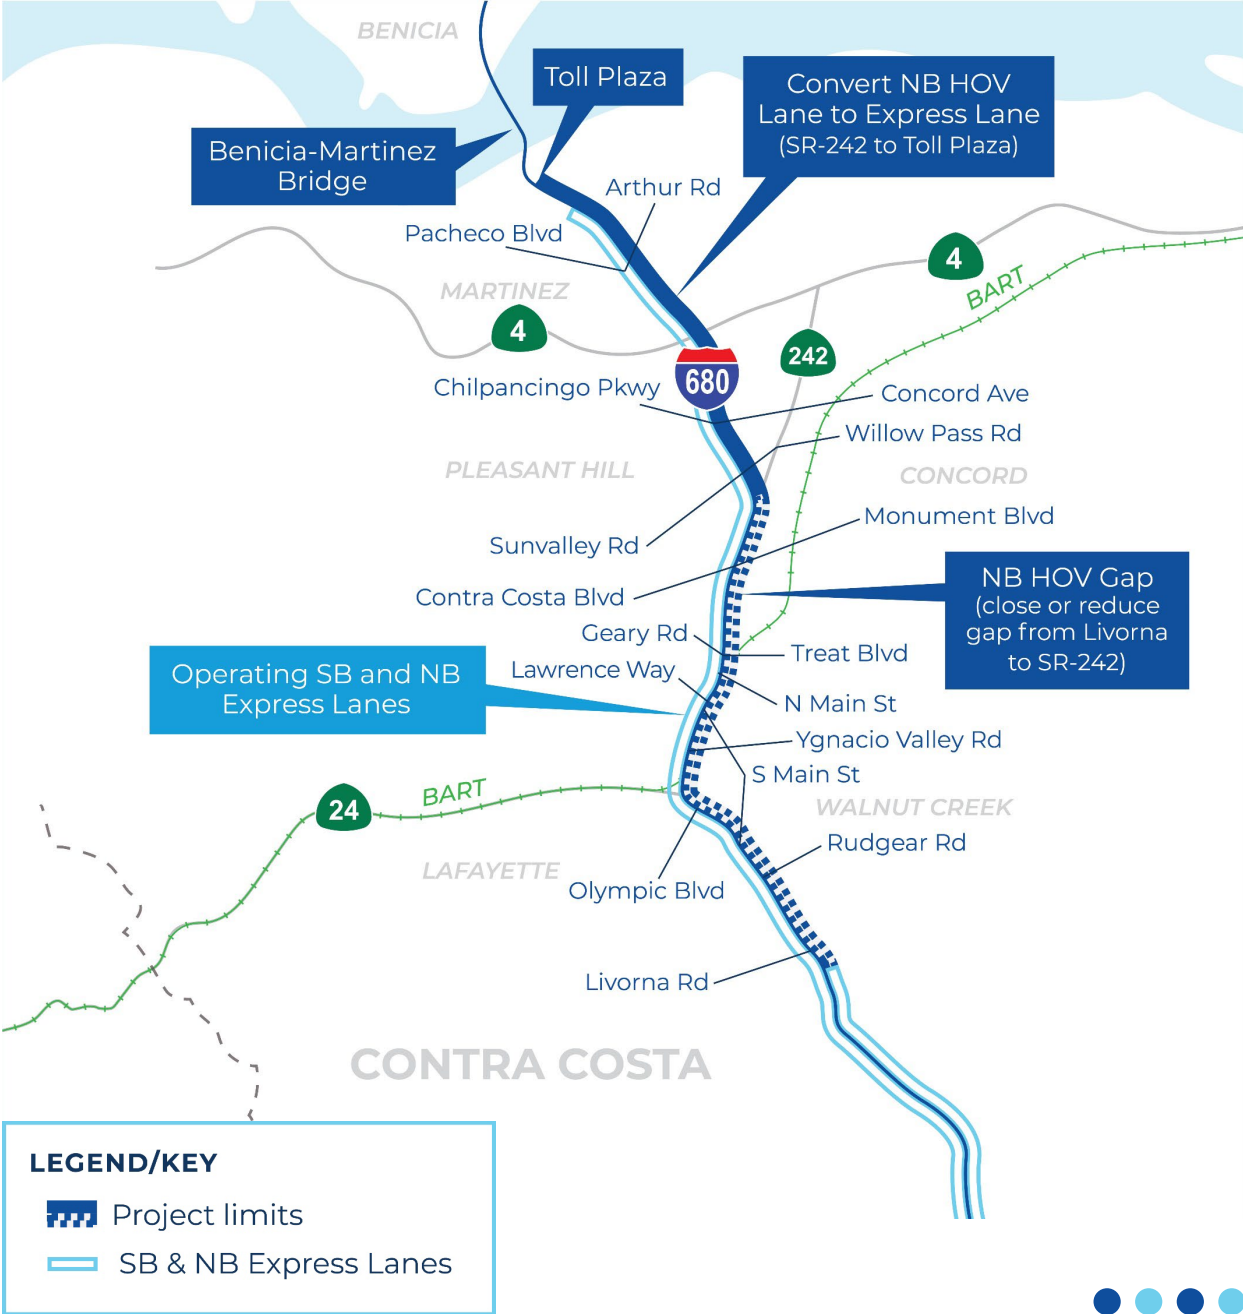 BENICIA
Toll Plaza
Convert NB HOV
Lane to Express Lane
(SR-242 to Toll Plaza)
Benicia-Martinez
Bridge
Arthur Rd
Pacheco Blvd
4
BART
MARTINEZ
4
242
680
Chilpancingo Pkwy
Concord Ave
Willow Pass Rd
PLEASANT HILL
CONCORD
Monument Blvd
Sunvalley Rd
NB HOV Gap
(close or reduce
gap from Livorna
to SR-242)
Contra Costa Blvd
Geary Rd
Treat Blvd
Lawrence Way
Operating SB and NB
Express Lanes
N Main St
Ygnacio Valley Rd
S Main St
BART
24
WALNUT CREEK
Rudgear Rd
LAFAYETTE
Olympic Blvd
Livorna Rd
CONTRA COSTA
LEGEND/KEY
Project limits
SB & NB Express Lanes